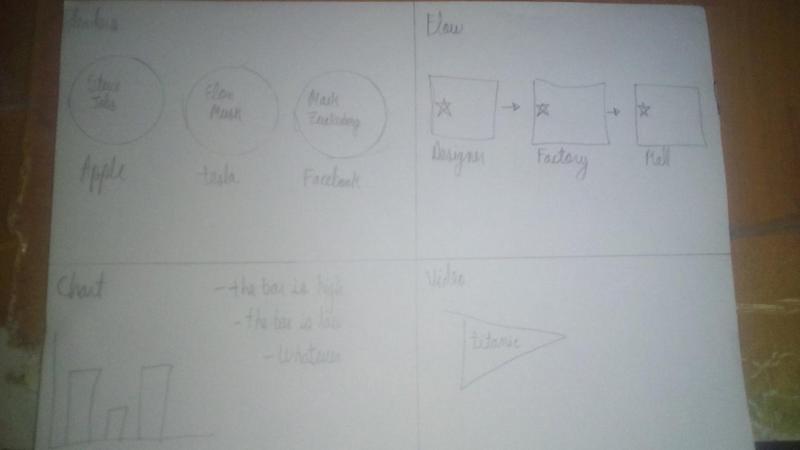 Steve
Jobs
Elon
Musk
Mark
Zuckerberg
Apple
tesla
Facebook
Flow
Designer
Factory
Mall
Chart
-the bar is high
-the bar is low
-Whatever
Video
titanic